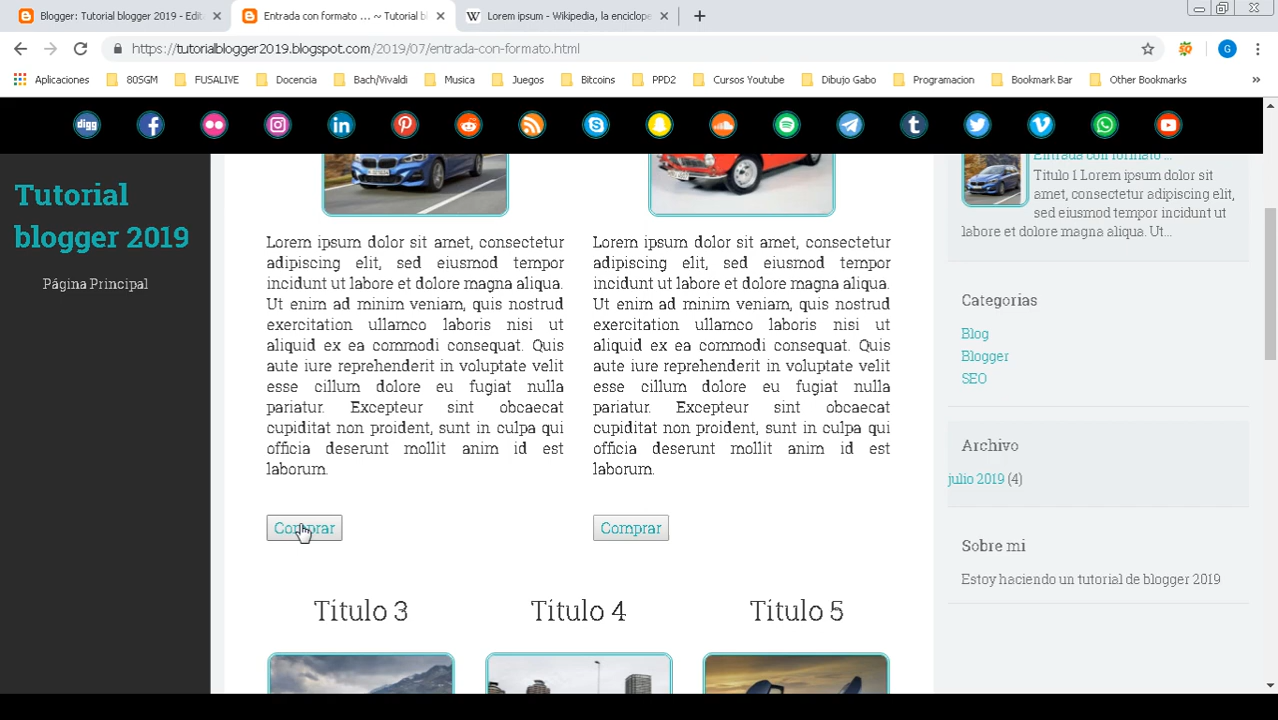 Blogger: Tutorial blogger 2019 - Edit
Entrada con formato ... ~ Tutorial bl
Lorem ipsum - Wikipedia, la enciclope
https://tutorialblogger2019.blogspot.com/2019/07/entrada-con-formato.html
G
Aplicaciones
80SGM
FUSALIVE
Docencia
Bach/Vivaldi
Musica
Juegos
Bitcoins
PPD2
Cursos Youtube
Dibujo Gabo
Programacion
Bookmark Bar
Other Bookmarks
digg
Tutorial
blogger 2019
Página Principal
Lorem ipsum dolor sit amet, consectetur
adipiscing elit, sed eiusmod tempor
incidunt ut labore et dolore magna aliqua.
Ut enim ad minim veniam, quis nostrud
exercitation ullamco laboris nisi ut
aliquid ex ea commodi consequat. Quis
aute iure reprehenderit in voluptate velit
esse cillum dolore eu fugiat nulla
pariatur. Excepteur sint obcaecat
cupiditat non proident, sunt in culpa qui
officia deserunt mollit anim id est
laborum.
Comprar
Lorem ipsum dolor sit amet, consectetur
adipiscing elit, sed eiusmod tempor
incidunt ut labore et dolore magna aliqua.
Ut enim ad minim veniam, quis nostrud
exercitation ullamco laboris nisi ut
aliquid ex ea commodi consequat. Quis
aute iure reprehenderit in voluptate velit
esse cillum dolore eu fugiat nulla
pariatur. Excepteur sint obcaecat
cupiditat non proident, sunt in culpa qui
officia deserunt mollit anim id est
laborum.
Comprar
Titulo 3
Titulo 4
Titulo 5
Entrada con formato ...
Titulo 1 Lorem ipsum dolor sit
amet, consectetur adipiscing elit,
sed eiusmod tempor incidunt ut
labore et dolore magna aliqua. Ut...
Categorias
Blog
Blogger
SEO
Archivo
julio 2019 (4)
Sobre mi
Estoy haciendo un tutorial de blogger 2019